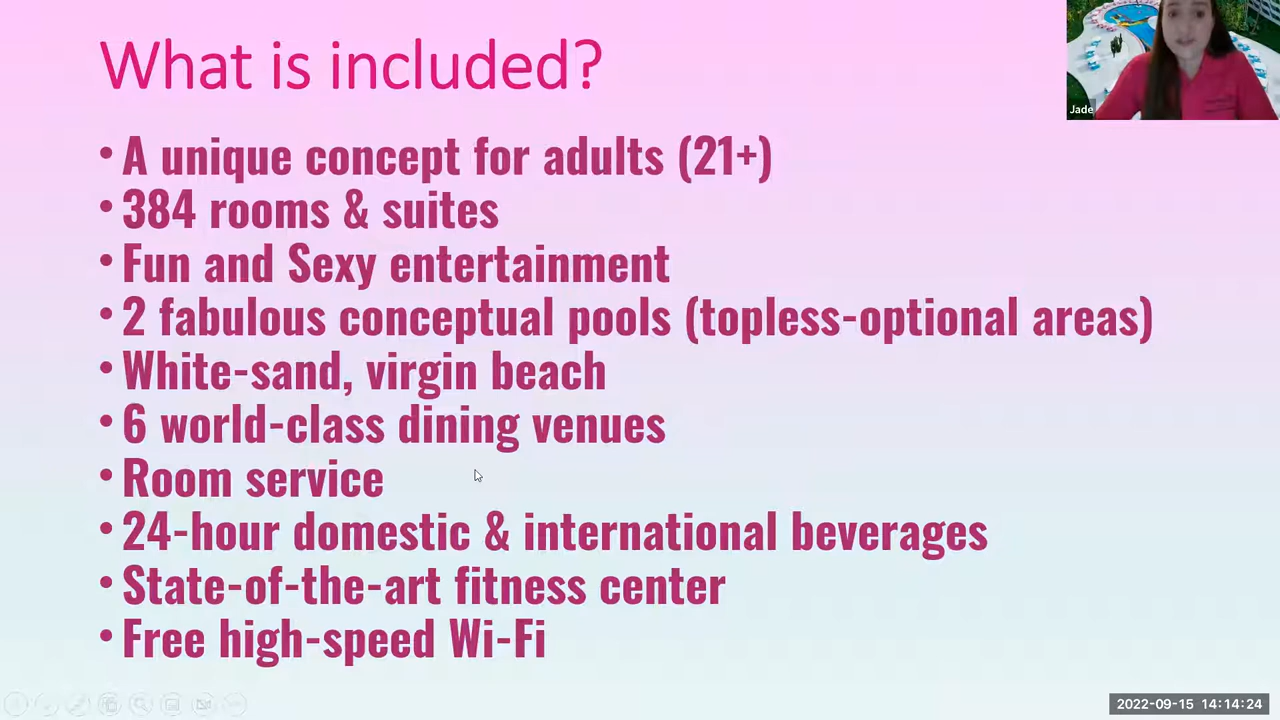 What is included?
Jade
• A unique concept for adults (21+)
• 384 rooms & suites
• Fun and Sexy entertainment
• 2 fabulous conceptual pools (topless-optional areas)
• White-sand, virgin beach
• 6 world-class dining venues
• Room service
• 24-hour domestic & international beverages
• State-of-the-art fitness center
• Free high-speed Wi-Fi
2022-09-15 14:14:24